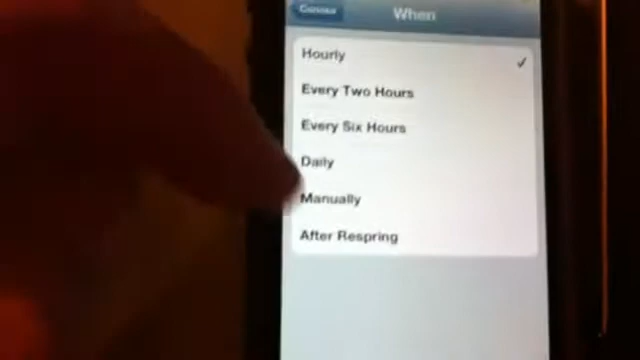 When
Hourly
Every Two Hours
Every Six Hours
Daily
Manually
After Respring